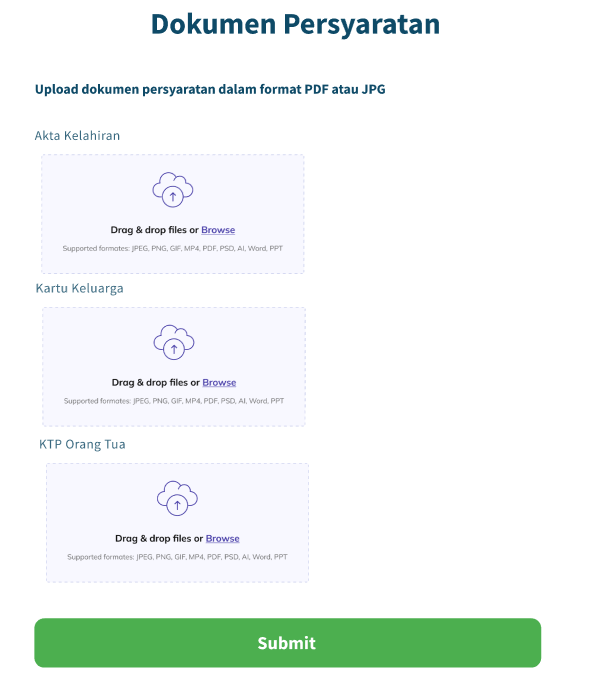 Dokumen Persyaratan
Upload dokumen persyaratan dalam format PDF atau JPG
Akta Kelahiran
Drag & drop files or Browse
Supported formates: JPEG, PNG, GIF, MP4, PDF, PSD, AI, Word, PPT
Kartu Keluarga
Drag & drop files or Browse
Supported formates: JPEG, PNG, GIF, MP4, PDF, PSD, AI, Word, PPT
KTP Orang Tua
Drag & drop files or Browse
Supported formates: JPEG, PNG, GIF, MP4, PDF, PSD, AI, Word, PPT
Submit